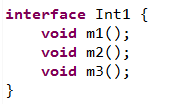 interface Int1 {
    void m1();
    void m2();
    void m3();
}